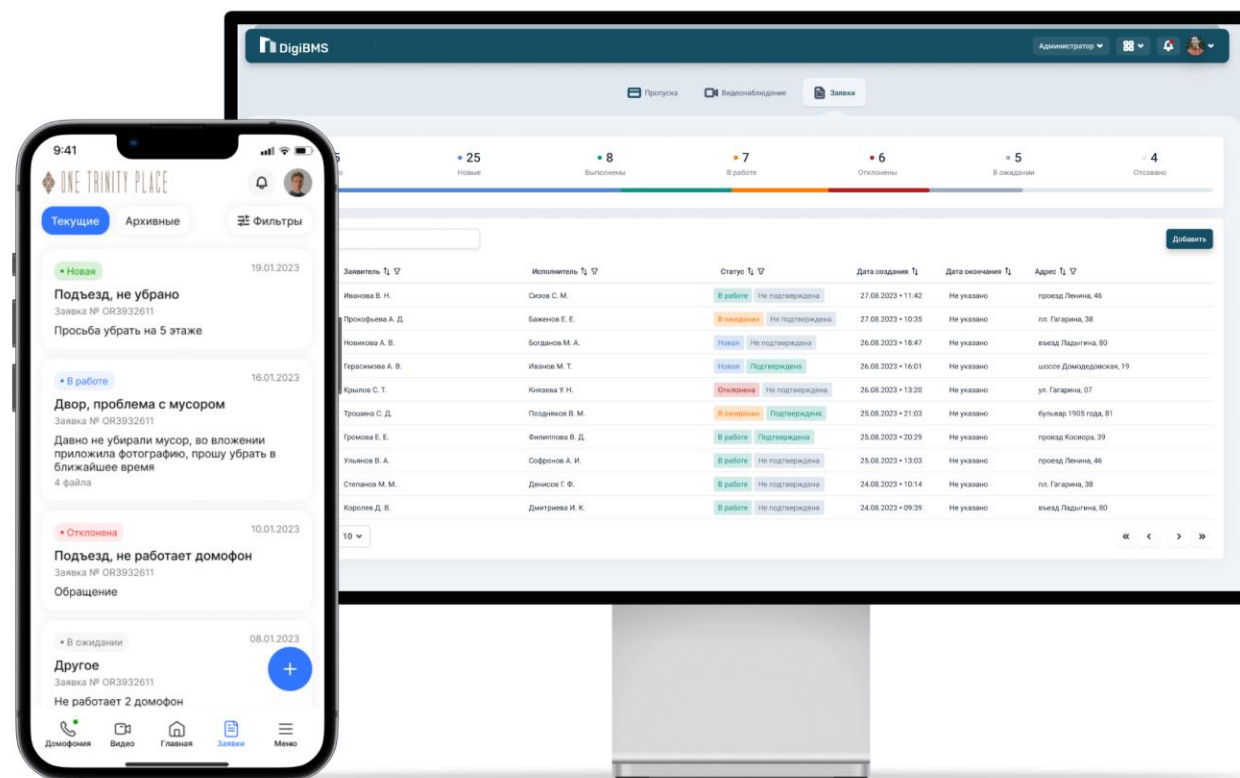 DigiBMS
Администратор
Пропуска
Видеонаблюдение
Заявки
5
25
8
7
6
5
4
Новые
Выполнены
В работе
Отклонены
В ожидании
Отозвано
Добавить
Заявитель
Исполнитель
Статус
Дата создания
Дата окончания
Адрес
Иванова В. Н. Сизов С. М. В работе Не подтверждена 27.08.2023 • 11:42 Не указано проезд Ленина, 46
Прокофьева А. Д. Баженов Е. Е. В ожидании Не подтверждена 27.08.2023 • 10:35 Не указано пл. Гагарина, 38
Новикова А. В. Богданов М. А. Новая Не подтверждена 26.08.2023 • 18:47 Не указано въезд Ладыгина, 80
Герасимова А. В. Иванов М. Т. Новая Подтверждена 26.08.2023 • 16:01 Не указано шоссе Домодедовская, 19
Крылов С. Т. Князева У. Н. Отклонена Не подтверждена 26.08.2023 • 13:20 Не указано ул. Гагарина, 07
Трошина С. Д. Поздняков В. М. В ожидании Подтверждена 25.08.2023 • 21:03 Не указано бульвар 1905 года, 81
Громова Е. Е. Филиппова В. Д. В работе Подтверждена 25.08.2023 • 20:29 Не указано проезд Косиора, 39
Ульянов В. А. Софронов А. И. В работе Не подтверждена 25.08.2023 • 13:03 Не указано проезд Ленина, 46
Степанов М. М. Денисов Г. Ф. В работе Не подтверждена 24.08.2023 • 10:14 Не указано пл. Гагарина, 38
Королев Д. В. Дмитриева И. К. В работе Не подтверждена 24.08.2023 • 09:39 Не указано въезд Ладыгина, 80
10
9:41
ONE TRINITY PLACE
Текущие
Архивные
Фильтры
• Новая
19.01.2023
Подъезд, не убрано
Заявка № OR3932611
Просьба убрать на 5 этаже
• В работе
16.01.2023
Двор, проблема с мусором
Заявка № OR3932611
Давно не убирали мусор, во вложении
приложила фотографию, прошу убрать в
ближайшее время
4 файла
• Отклонена
10.01.2023
Подъезд, не работает домофон
Заявка № OR3932611
Обращение
• В ожидании
08.01.2023
Другое
Заявка № OR3932611
Не работает 2 домофон
Домофония
Видео
Главная
Заявки
Меню